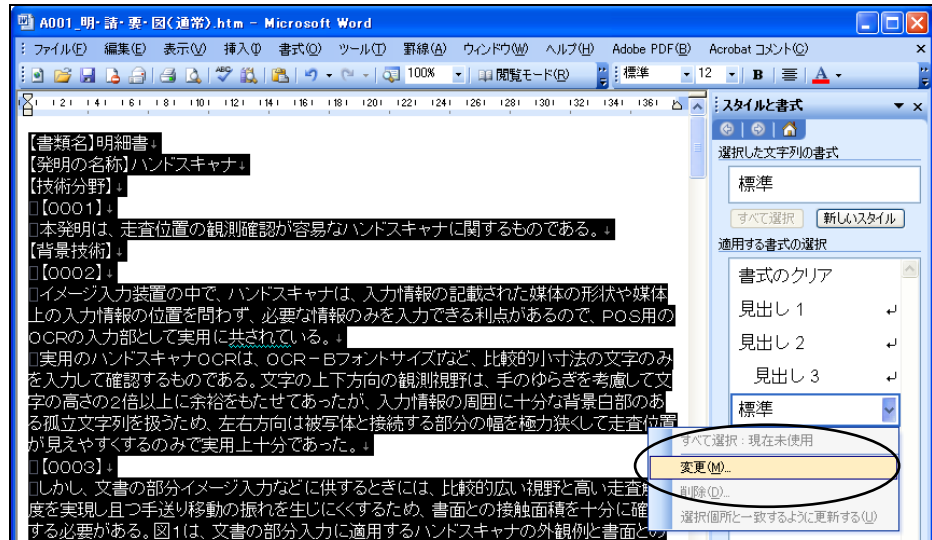 A001_明・請・要・図(通常).htm - Microsoft Word
ファイル(F) 編集(E) 表示(V) 挿入(I) 書式(O) ツール(T) 罫線(A) ウィンドウ(W) ヘルプ(H) Adobe PDF(B) Acrobat コメント(C) ×
100% 閲覧モード(R) 標準 12 B A
2 4 6 8 10 12 14 16 18 20 22 24 26 28 30 32 34 36
【書類名】明細書↓
【発明の名称】ハンドスキャナ↓
【技術分野】↓
□【0001】↓
□本発明は、走査位置の観測確認が容易なハンドスキャナに関するものである。↓
【背景技術】↓
□【0002】↓
□イメージ入力装置の中で、ハンドスキャナは、入力情報の記載された媒体の形状や媒体
上の入力情報の位置を問わず、必要な情報のみを入力できる利点があるので、POS用の
OCRの入力部として実用に共されている。↓
□実用のハンドスキャナOCRは、OCR-Bフォントサイズなど、比較的小寸法の文字のみ
を入力して確認するものである。文字の上下方向の観測視野は、手のゆらぎを考慮して文
字の高さの2倍以上に余裕をもたせてあったが、入力情報の周囲に十分な背景白部のあ
る孤立文字列を扱うため、左右方向は被写体と接続する部分の幅を極力狭くして走査位置
が見えやすくするのみで実用上十分であった。↓
□【0003】↓
□しかし、文書の部分イメージ入力などに供するときには、比較的広い視野と高い走査
度を実現し且つ手送り移動の振れを生じにくくするため、書面との接触面積を十分に確
する必要がある。図1は、文書の部分入力に適用するハンドスキャナの外観例と書面との
スタイルと書式
選択した文字列の書式
標準
すべて選択 新しいスタイル
適用する書式の選択
書式のクリア
見出し 1 ↵
見出し 2 ↵
見出し 3 ↵
標準
すべて選択 : 現在未使用
変更(M)...
削除(D)...
選択個所と一致するように更新する(U)